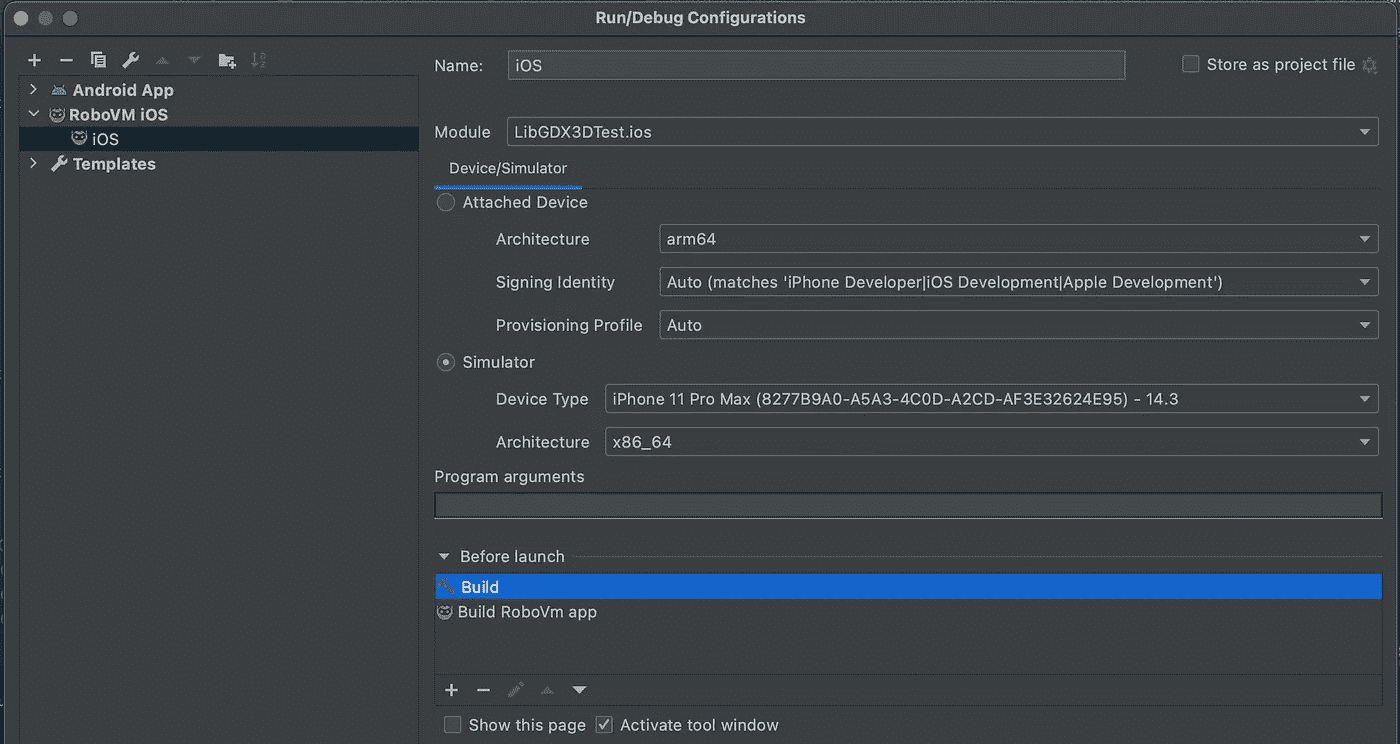 Run/Debug Configurations
Name: iOS Store as project file
Android App
RoboVM iOS
iOS
Templates
Module LibGDX3DTest.ios
Device/Simulator
Attached Device
Architecture arm64
Signing Identity Auto (matches 'iPhone Developer|iOS Development|Apple Development')
Provisioning Profile Auto
Simulator
Device Type iPhone 11 Pro Max (8277B9A0-A5A3-4C0D-A2CD-AF3E32624E95) - 14.3
Architecture x86_64
Program arguments
Before launch
Build
Build RoboVm app
Show this page Activate tool window